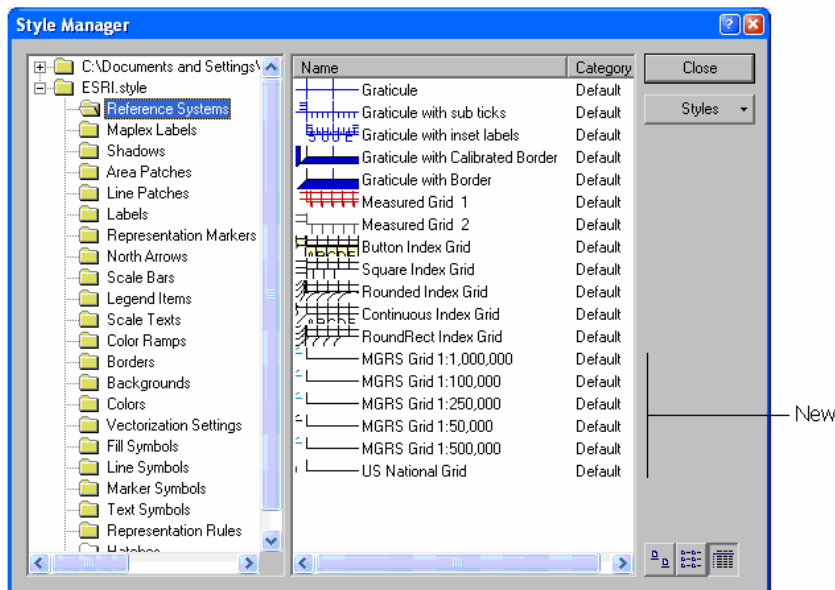 Style Manager
C:\Documents and Settings\
ESRI.style
Reference Systems
Maplex Labels
Shadows
Area Patches
Line Patches
Labels
Representation Markers
North Arrows
Scale Bars
Legend Items
Scale Texts
Color Ramps
Borders
Backgrounds
Colors
Vectorization Settings
Fill Symbols
Line Symbols
Marker Symbols
Text Symbols
Representation Rules
Hatches
Name Category
Graticule Default
Graticule with sub ticks Default
Graticule with inset labels Default
Graticule with Calibrated Border Default
Graticule with Border Default
Measured Grid 1 Default
Measured Grid 2 Default
Button Index Grid Default
Square Index Grid Default
Rounded Index Grid Default
Continuous Index Grid Default
RoundRect Index Grid Default
MGRS Grid 1:1,000,000 Default
MGRS Grid 1:100,000 Default
MGRS Grid 1:250,000 Default
MGRS Grid 1:50,000 Default
MGRS Grid 1:500,000 Default
US National Grid Default
Close
Styles
New